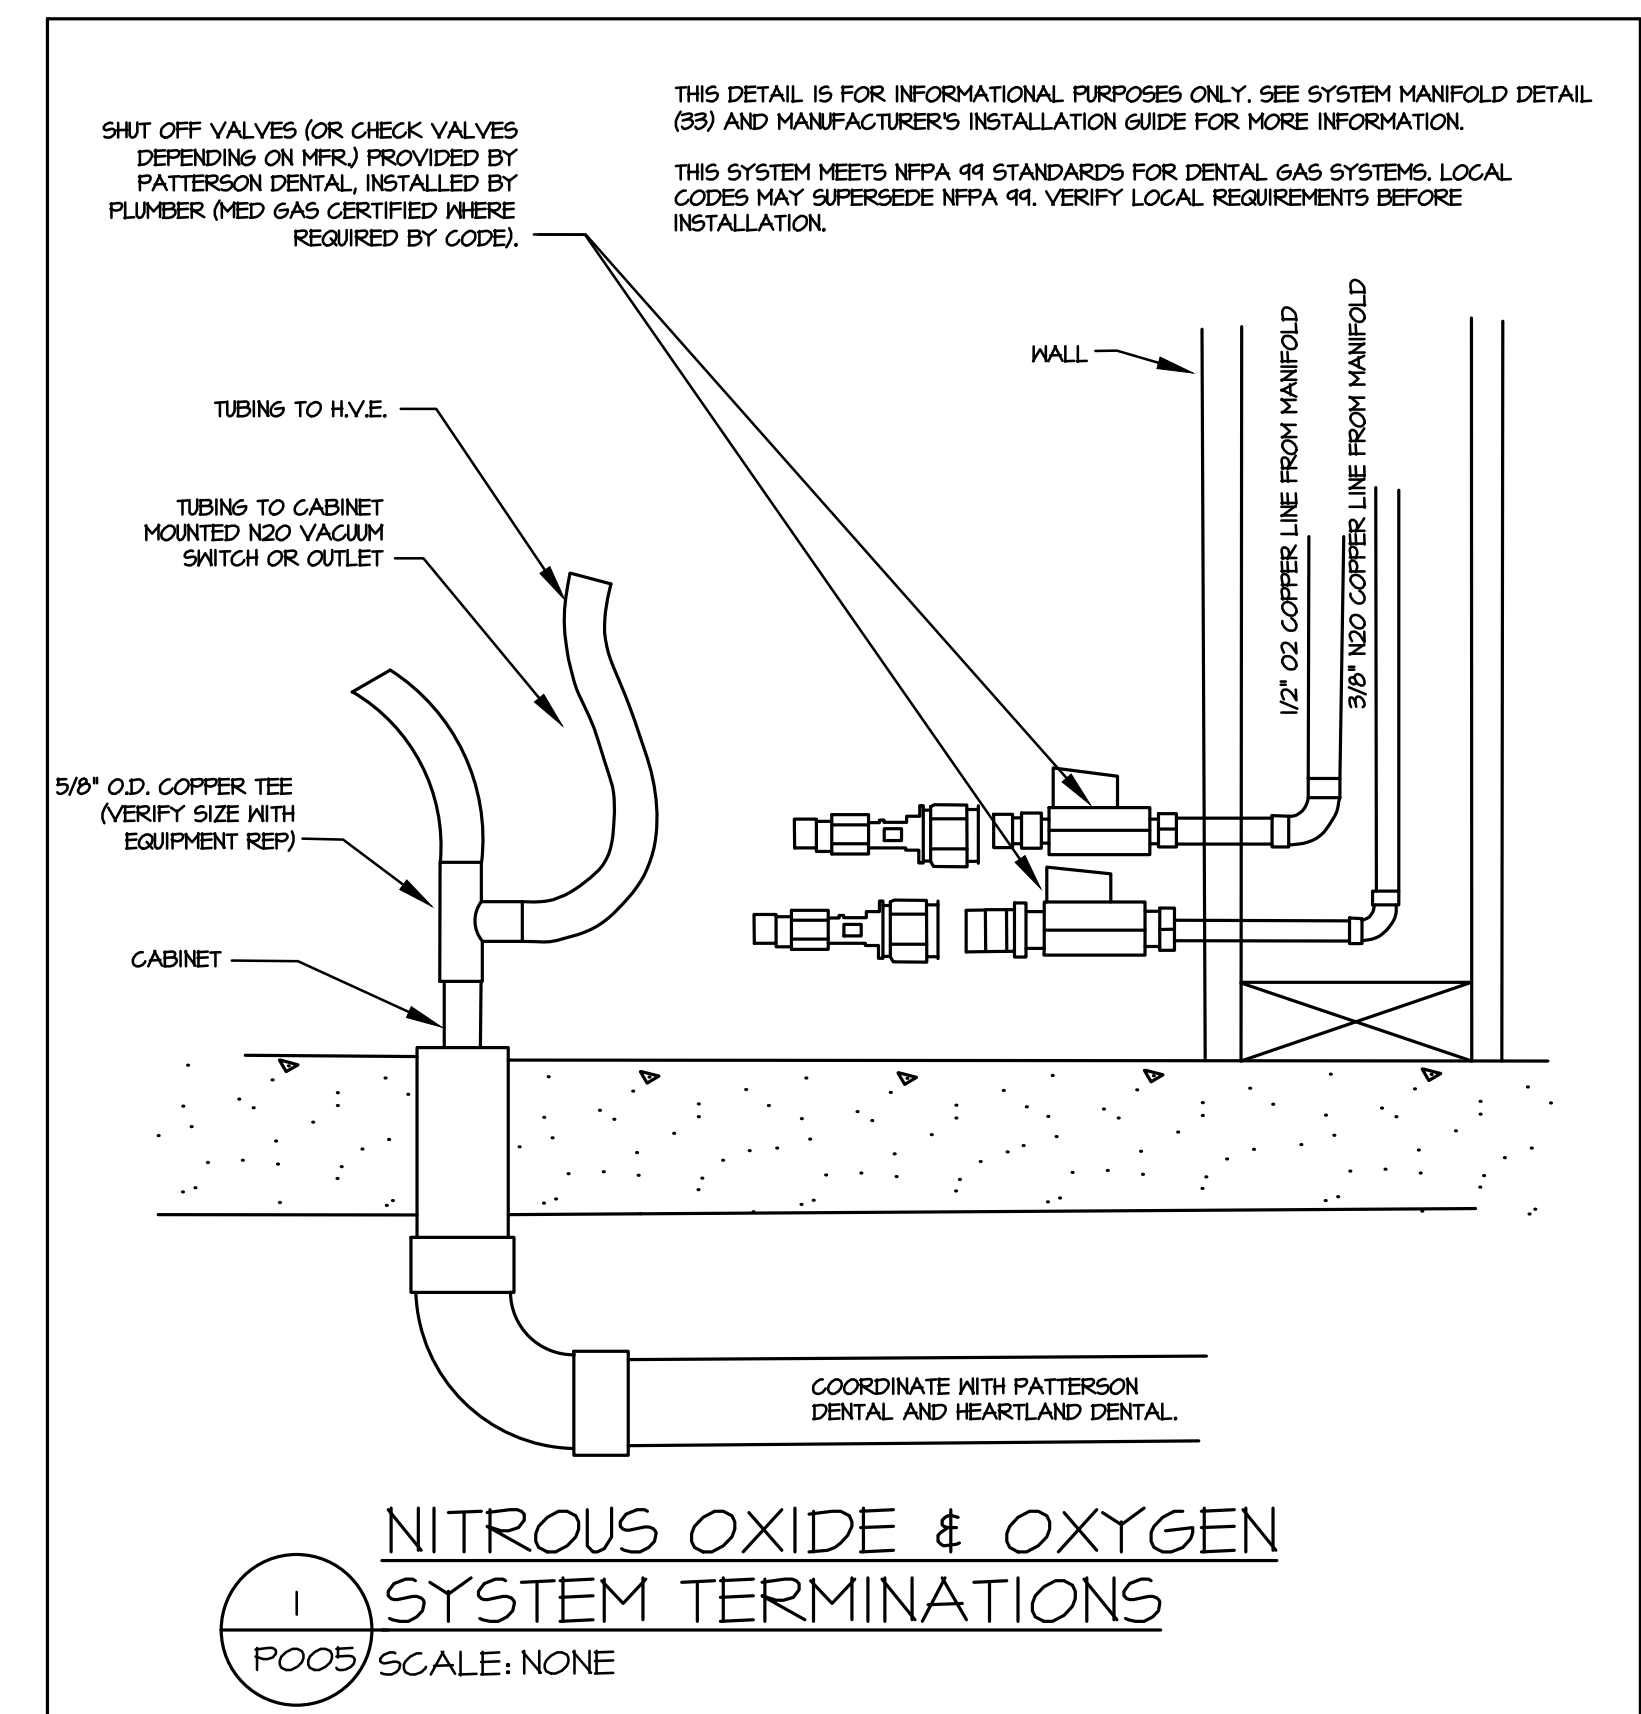 THIS DETAIL IS FOR INFORMATIONAL PURPOSES ONLY. SEE SYSTEM MANIFOLD DETAIL
(33) AND MANUFACTURER'S INSTALLATION GUIDE FOR MORE INFORMATION.
THIS SYSTEM MEETS NFPA 99 STANDARDS FOR DENTAL GAS SYSTEMS. LOCAL
CODES MAY SUPERSEDE NFPA 99. VERIFY LOCAL REQUIREMENTS BEFORE
INSTALLATION.
SHUT OFF VALVES (OR CHECK VALVES
DEPENDING ON MFR.) PROVIDED BY
PATTERSON DENTAL, INSTALLED BY
PLUMBER (MED GAS CERTIFIED WHERE
REQUIRED BY CODE).
WALL
1/2" O2 COPPER LINE FROM MANIFOLD
3/8" N2O COPPER LINE FROM MANIFOLD
TUBING TO H.V.E.
TUBING TO CABINET
MOUNTED N2O VACUUM
SWITCH OR OUTLET
5/8" O.D. COPPER TEE
(VERIFY SIZE WITH
EQUIPMENT REP)
CABINET
COORDINATE WITH PATTERSON
DENTAL AND HEARTLAND DENTAL.
NITROUS OXIDE & OXYGEN
SYSTEM TERMINATIONS
1
P005
SCALE: NONE